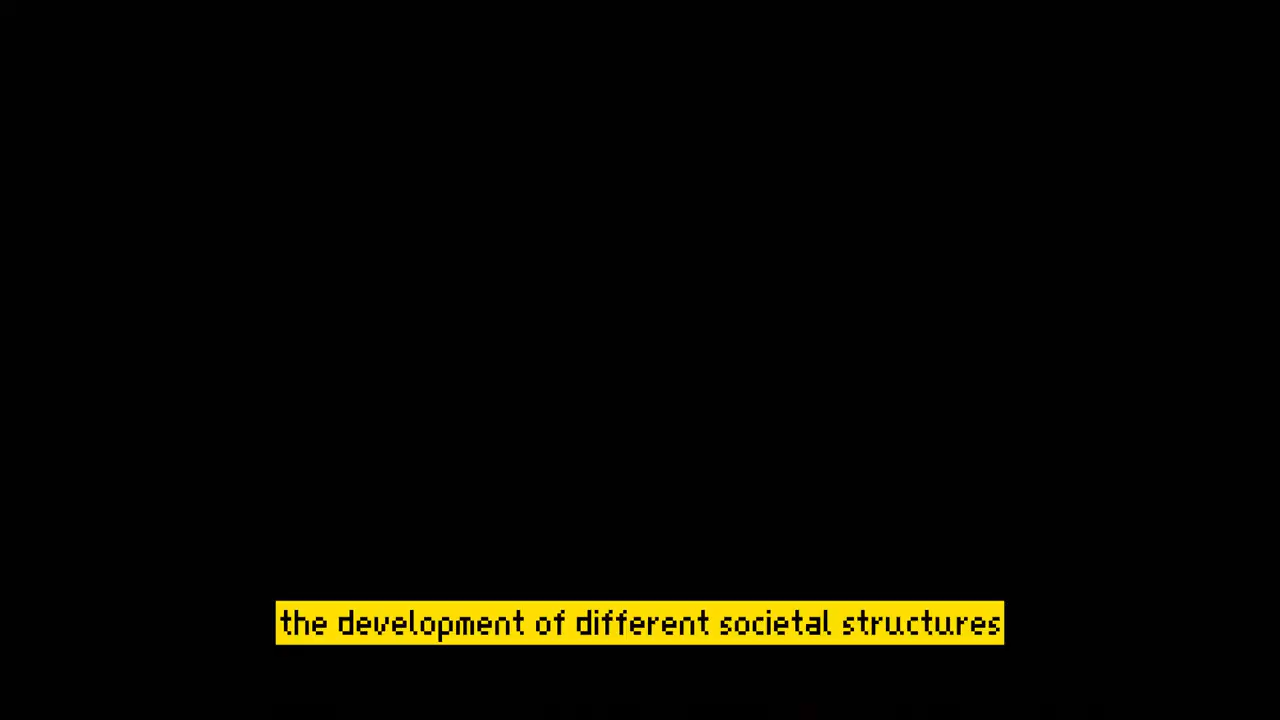 the development of different societal structures